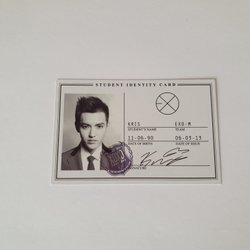 STUDENT IDENTITY CARD
KRIS EXO-M
STUDENT'S NAME TEAM
11-06-90 06-03-13
DATE OF BIRTH DATE OF ISSUE
SIGNATURE